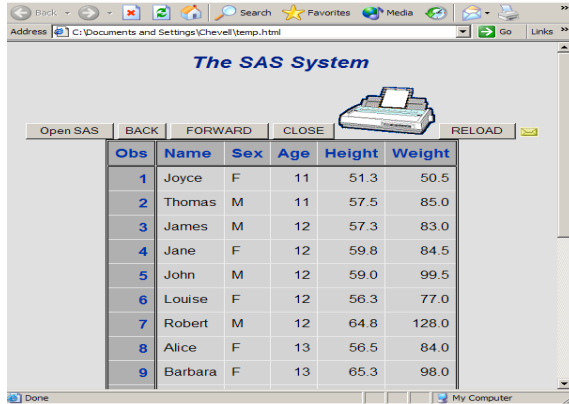 Back Search Favorites Media »
Address C:\Documents and Settings\Chevell\temp.html Go Links »
The SAS System
Open SAS BACK FORWARD CLOSE RELOAD
Obs Name Sex Age Height Weight
1 Joyce F 11 51.3 50.5
2 Thomas M 11 57.5 85.0
3 James M 12 57.3 83.0
4 Jane F 12 59.8 84.5
5 John M 12 59.0 99.5
6 Louise F 12 56.3 77.0
7 Robert M 12 64.8 128.0
8 Alice F 13 56.5 84.0
9 Barbara F 13 65.3 98.0
Done My Computer